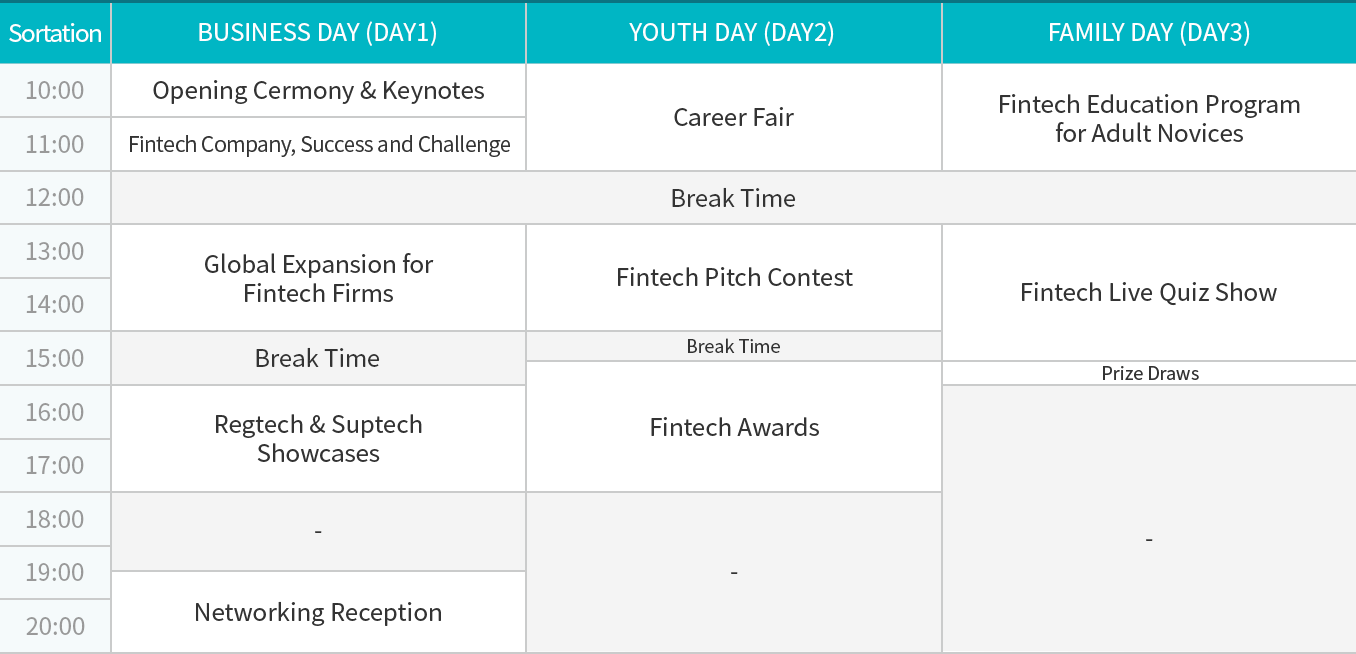 Sortation
BUSINESS DAY (DAY1)
YOUTH DAY (DAY2)
FAMILY DAY (DAY3)
10:00
Opening Cermony & Keynotes
Career Fair
Fintech Education Program
for Adult Novices
11:00
Fintech Company, Success and Challenge
12:00
Break Time
13:00
Global Expansion for
Fintech Firms
Fintech Pitch Contest
Fintech Live Quiz Show
14:00
15:00
Break Time
Break Time
Prize Draws
16:00
Regtech & Suptech
Showcases
Fintech Awards
-
17:00
18:00
-
-
19:00
Networking Reception
20:00